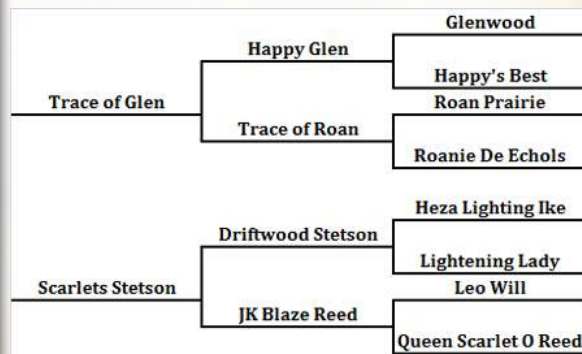 Glenwood
Happy Glen
Happy's Best
Trace of Glen
Roan Prairie
Trace of Roan
Roanie De Echols
Heza Lighting Ike
Driftwood Stetson
Lightening Lady
Scarlets Stetson
Leo Will
JK Blaze Reed
Queen Scarlet O Reed